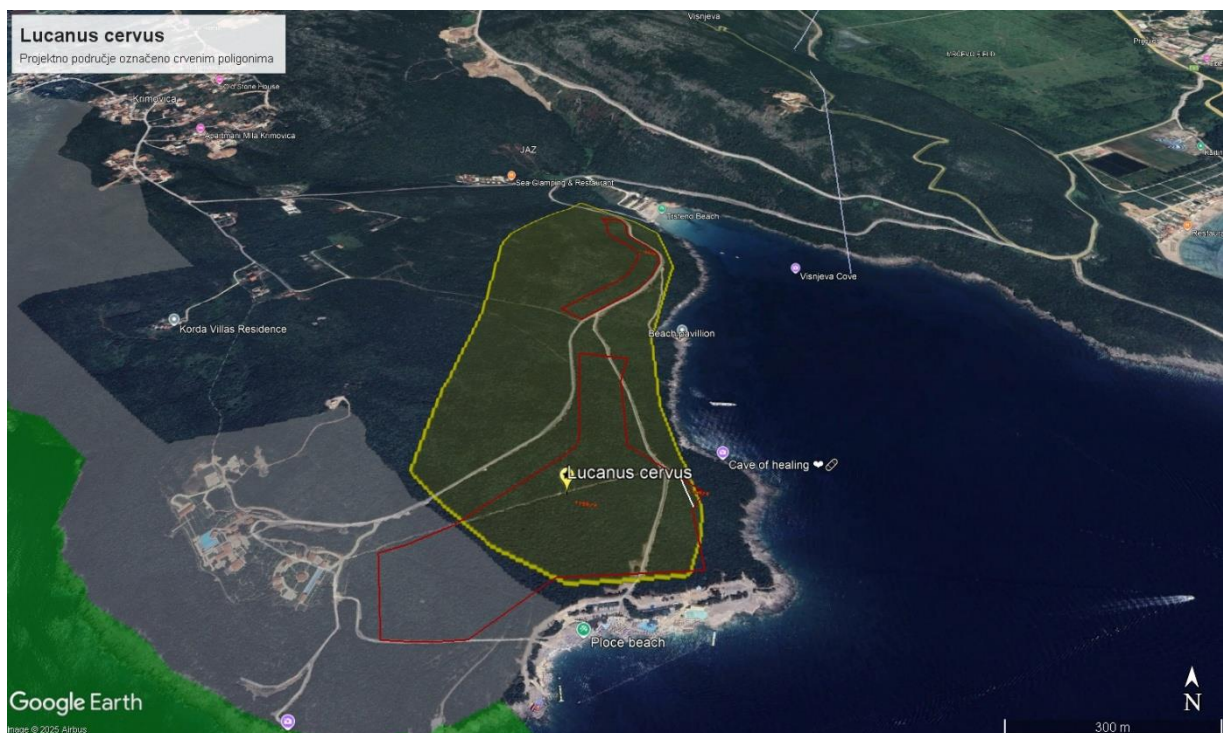 Lucanus cervus
Projektno područje označeno crvenim poligonima
Visnjeva
Old Stone House
Krimovica
Apartmani Mila Krimovica
JAZ
Sea Glamping & Restaurant
Visnjeva Cove
Korda Villas Residence
Beach pavillion
Lucanus cervus
Cave of healing ❤️🩹
Ploce beach
Google Earth
Image © 2025 Airbus
N
300 m